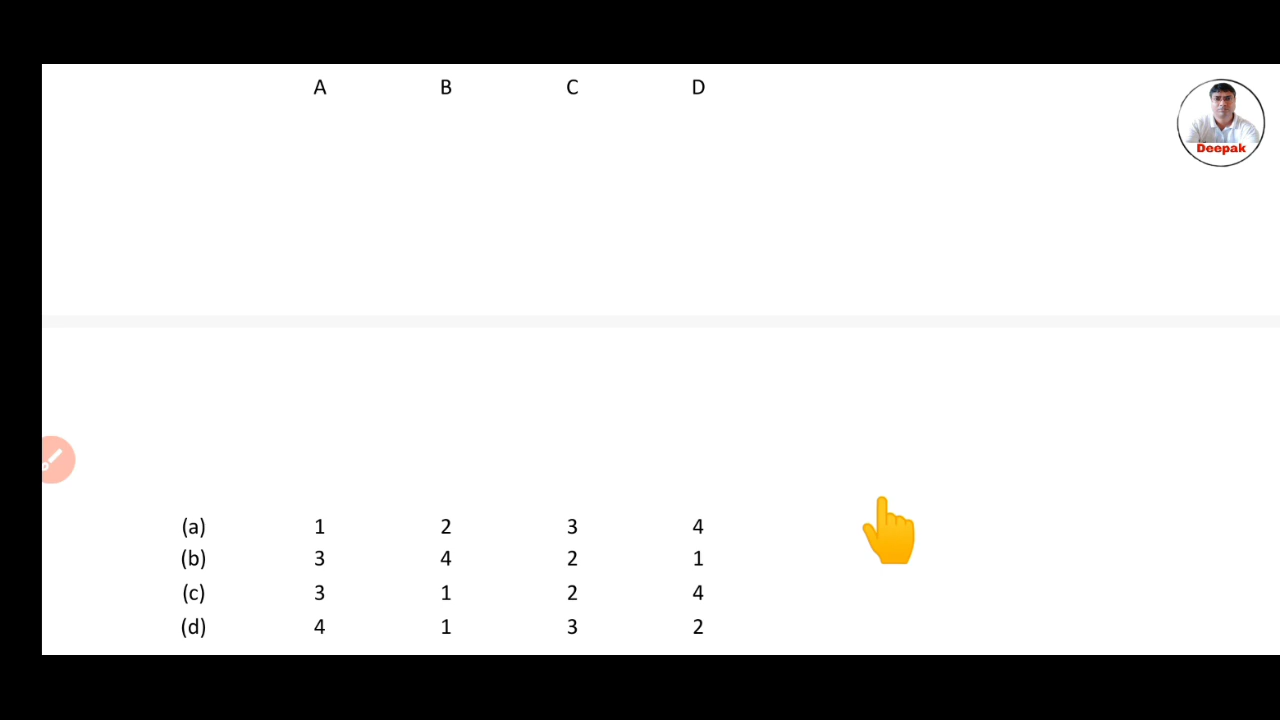 A B C D
Deepak
(a) 1 2 3 4
(b) 3 4 2 1
(c) 3 1 2 4
(d) 4 1 3 2